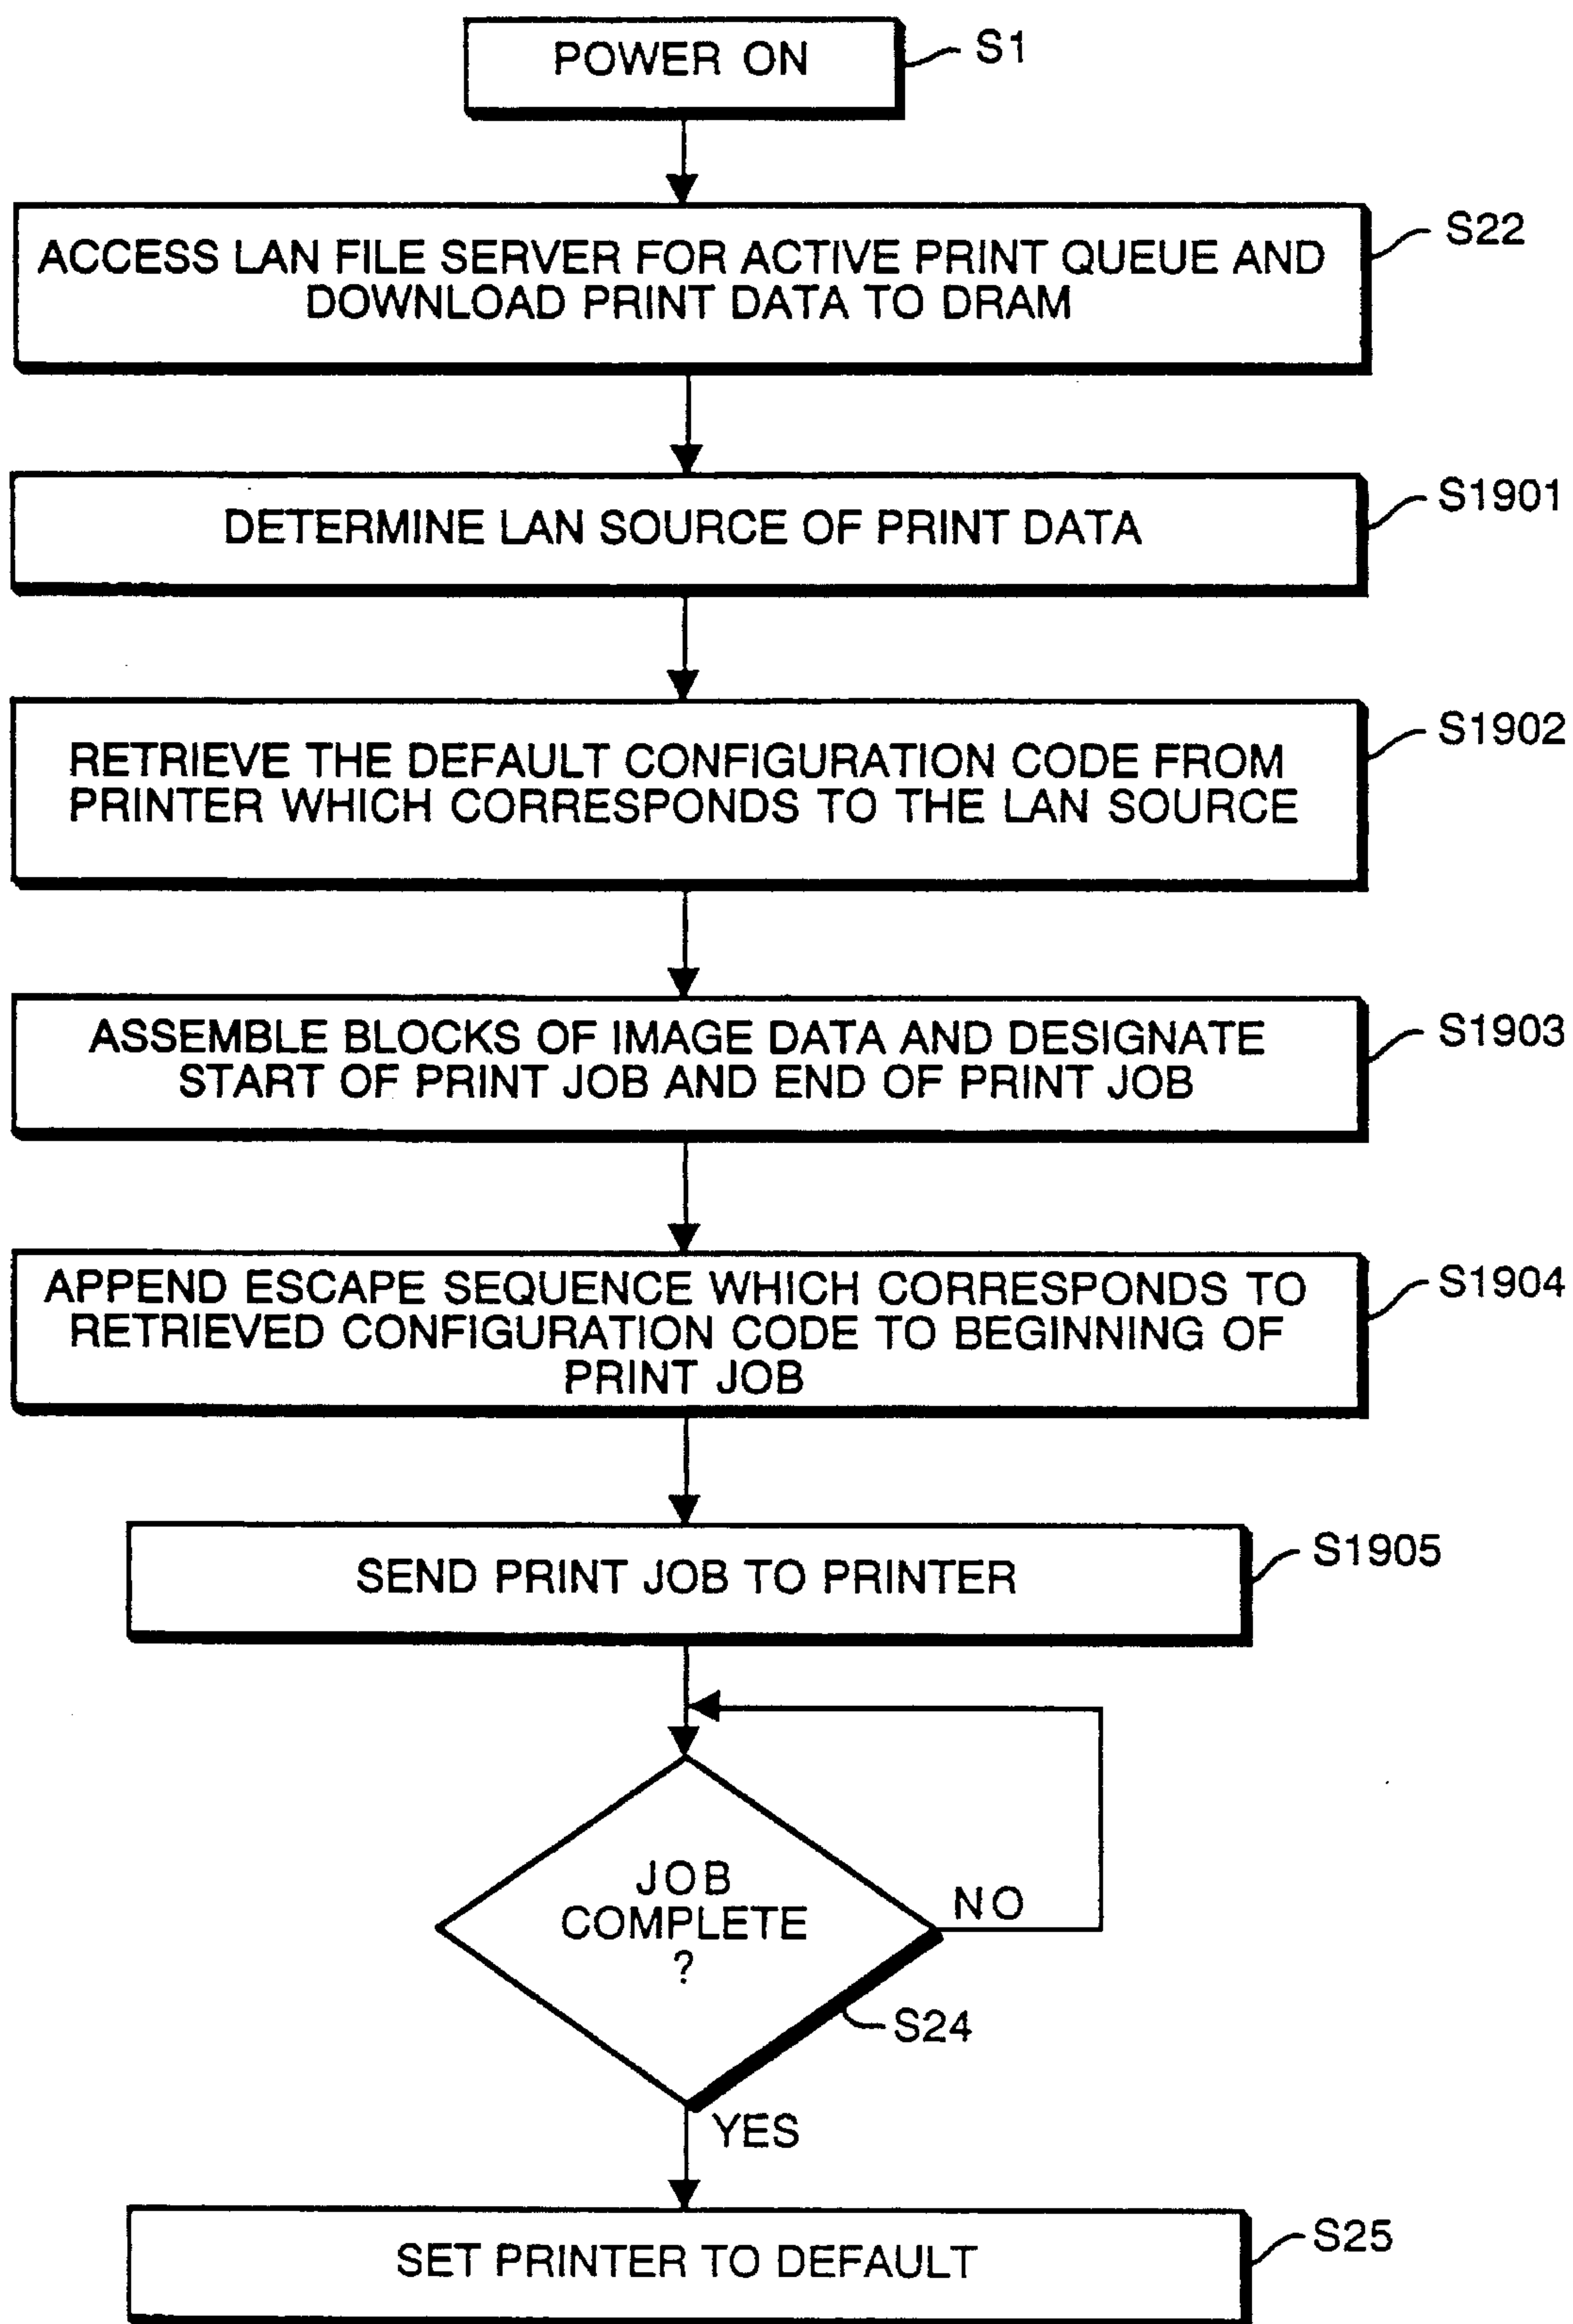 POWER ON
S1
ACCESS LAN FILE SERVER FOR ACTIVE PRINT QUEUE AND
DOWNLOAD PRINT DATA TO DRAM
S22
DETERMINE LAN SOURCE OF PRINT DATA
S1901
RETRIEVE THE DEFAULT CONFIGURATION CODE FROM
PRINTER WHICH CORRESPONDS TO THE LAN SOURCE
S1902
ASSEMBLE BLOCKS OF IMAGE DATA AND DESIGNATE
START OF PRINT JOB AND END OF PRINT JOB
S1903
APPEND ESCAPE SEQUENCE WHICH CORRESPONDS TO
RETRIEVED CONFIGURATION CODE TO BEGINNING OF
PRINT JOB
S1904
SEND PRINT JOB TO PRINTER
S1905
JOB
COMPLETE
?
NO
S24
YES
SET PRINTER TO DEFAULT
S25